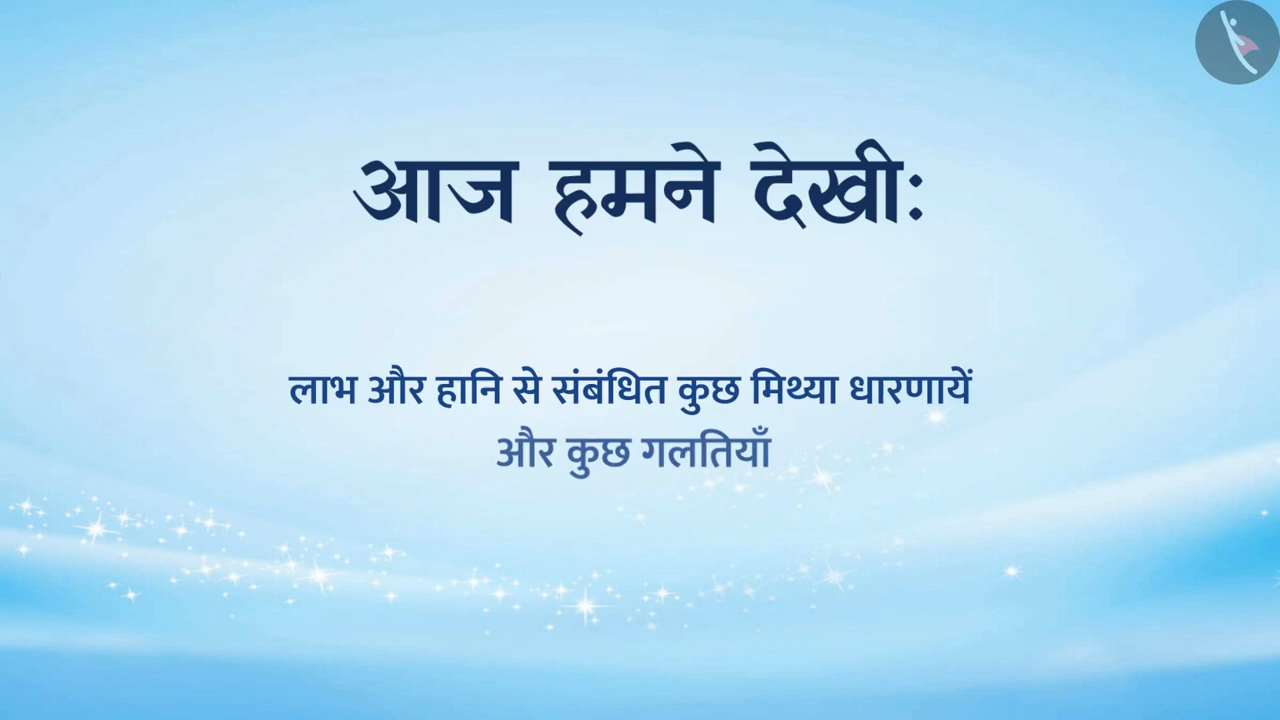 आज हमने देखी:
लाभ और हानि से संबंधित कुछ मिथ्या धारणायें
और कुछ गलतियाँ